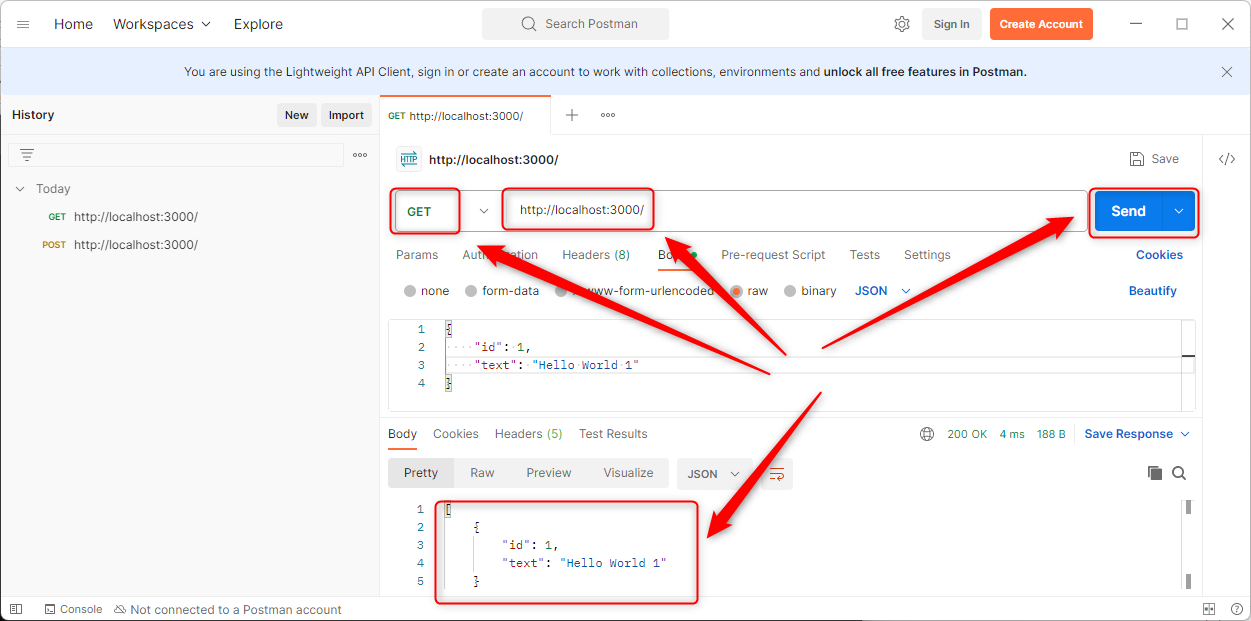 Home Workspaces Explore Search Postman Sign In Create Account
You are using the Lightweight API Client, sign in or create an account to work with collections, environments and unlock all free features in Postman.
History New Import
GET http://localhost:3000/
HTTP http://localhost:3000/ Save </>
Today
GET http://localhost:3000/
POST http://localhost:3000/
GET http://localhost:3000/ Send
Params Headers (8) Pre-request Script Tests Settings Cookies
none form-data www-form-urlencoded raw binary JSON Beautify
1 {
2 "id": 1,
3 "text": "Hello World 1"
4 }
Body Cookies Headers (5) Test Results 200 OK 4 ms 188 B Save Response
Pretty Raw Preview Visualize JSON
1 [
2 {
3 "id": 1,
4 "text": "Hello World 1"
5 }
Console Not connected to a Postman account